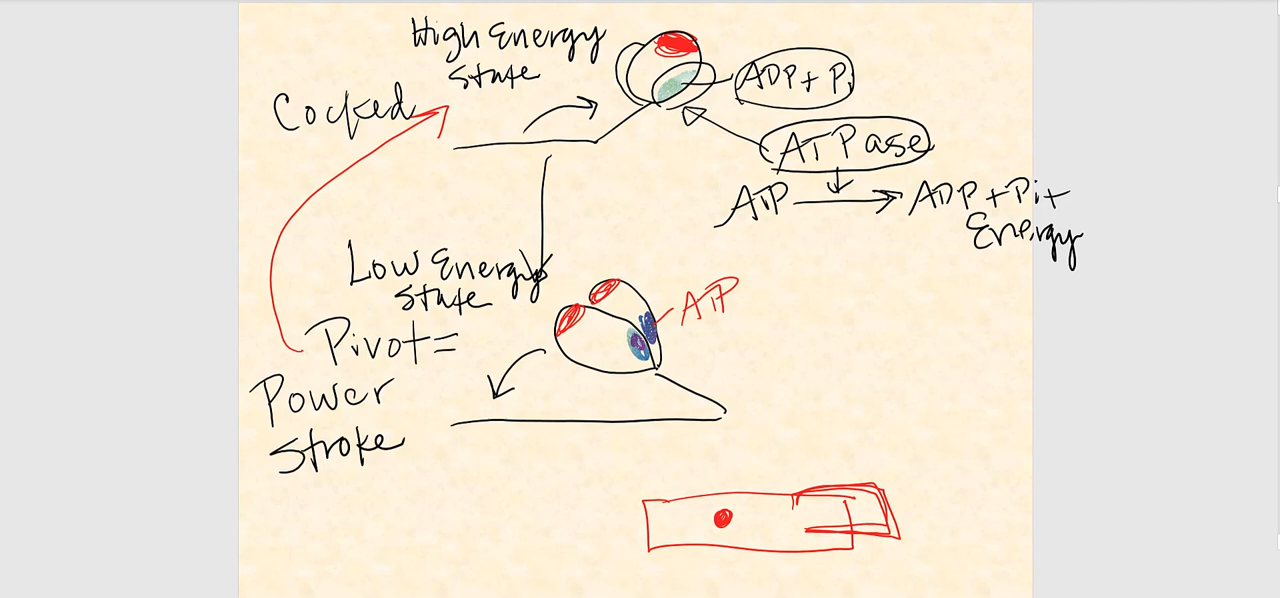 High Energy
State
Cocked
ADP + Pi
ATPase
ATP → ADP + Pi +
Energy
Low Energy
State
ATP
Pivot =
Power
Stroke